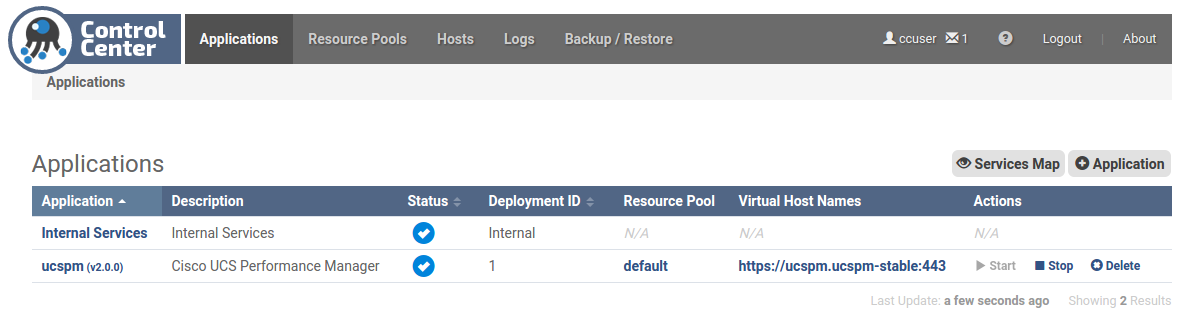 Control Center
Applications Resource Pools Hosts Logs Backup / Restore ccuser 1 ? Logout | About
Applications
Applications
Services Map Application
Application Description Status Deployment ID Resource Pool Virtual Host Names Actions
Internal Services Internal Services Internal N/A N/A N/A
ucspm (v2.0.0) Cisco UCS Performance Manager 1 default https://ucspm.ucspm-stable:443 Start Stop Delete
Last Update: a few seconds ago Showing 2 Results